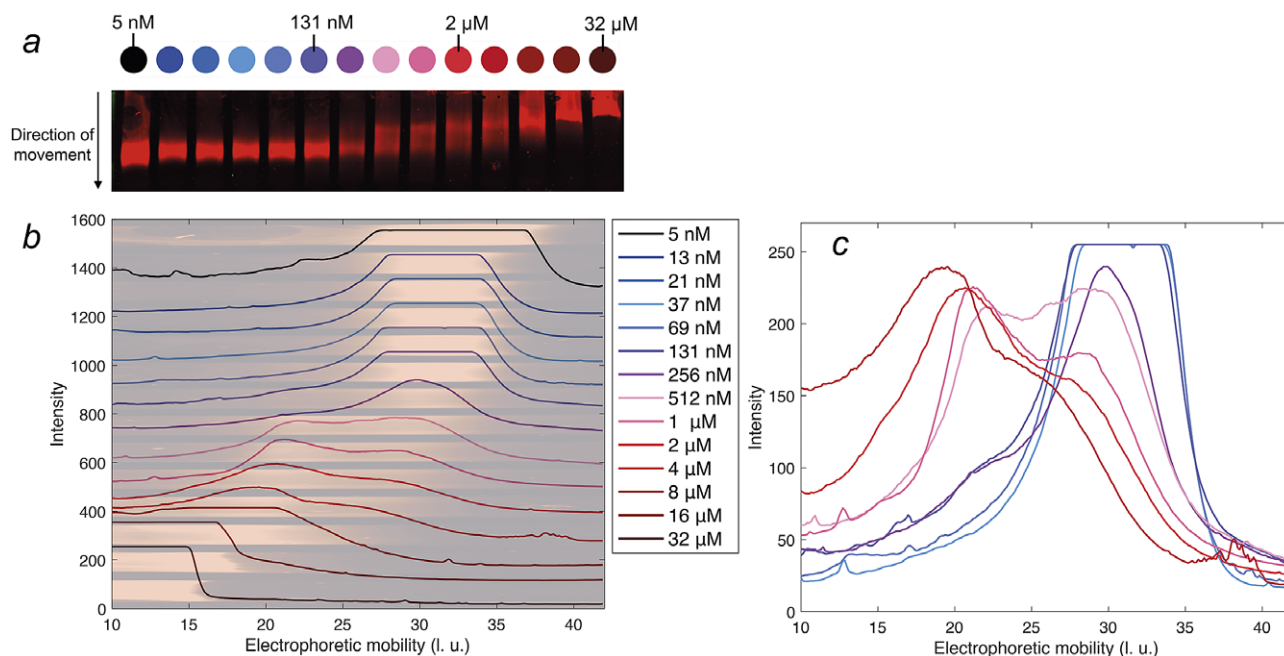 5 nM 131 nM 2 µM 32 µM
a
Direction of
movement
b
1600
1400
1200
1000
800
600
400
200
0
Intensity
10 15 20 25 30 35 40
Electrophoretic mobility (l. u.)
5 nM
13 nM
21 nM
37 nM
69 nM
131 nM
256 nM
512 nM
1 µM
2 µM
4 µM
8 µM
16 µM
32 µM
c
250
200
150
100
50
0
Intensity
10 15 20 25 30 35 40
Electrophoretic mobility (l. u.)